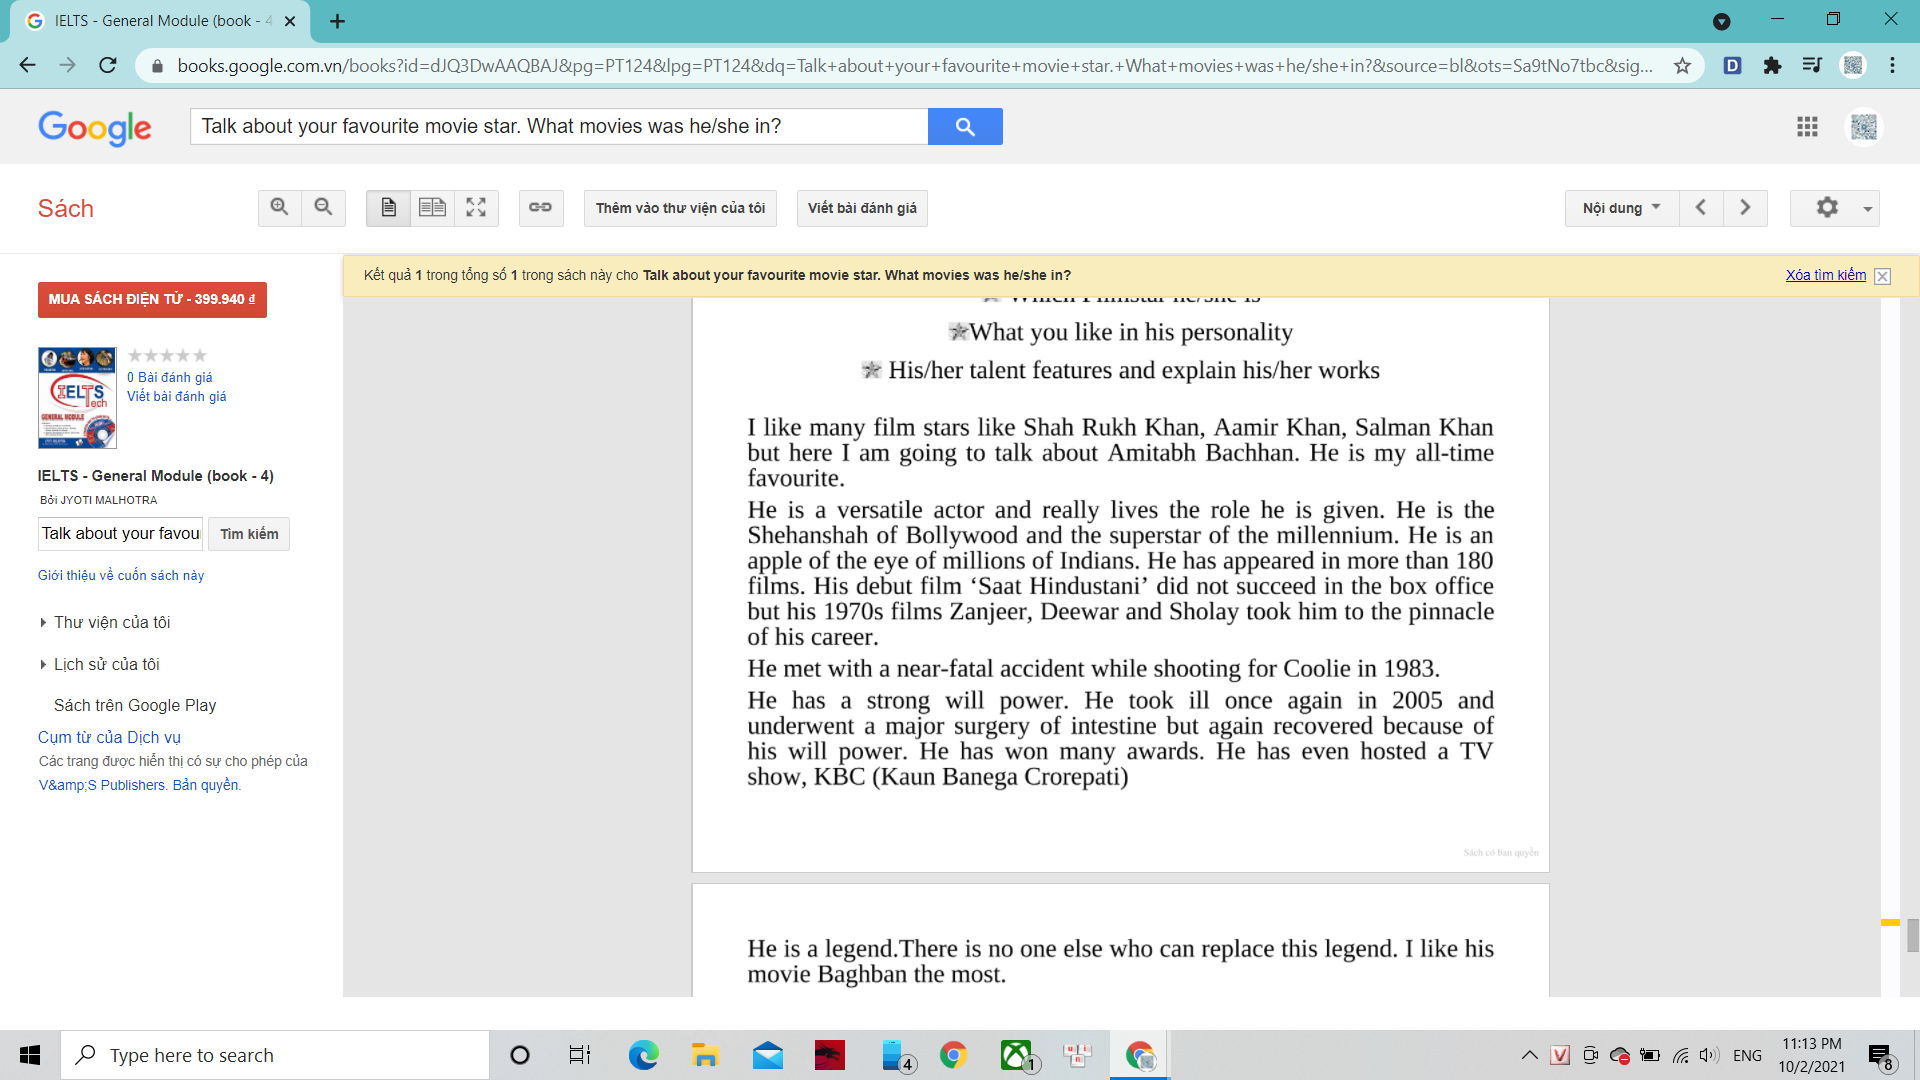 IELTS - General Module (book - 4
books.google.com.vn/books?id=dJQ3DwAAQBAJ&pg=PT124&lpg=PT124&dq=Talk+about+your+favourite+movie+star.+What+movies+was+he/she+in?&source=bl&ots=Sa9tNo7tbc&sig...
D
Google
Talk about your favourite movie star. What movies was he/she in?
Sách
Thêm vào thư viện của tôi
Viết bài đánh giá
Nội dung
Kết quả 1 trong tổng số 1 trong sách này cho Talk about your favourite movie star. What movies was he/she in?
Xóa tìm kiếm
MUA SÁCH ĐIỆN TỬ - 399.940 ₫
0 Bài đánh giá
Viết bài đánh giá
IELTS
Tech
GENERAL MODULE
IELTS - General Module (book - 4)
Bởi JYOTI MALHOTRA
Talk about your favou
Tìm kiếm
Giới thiệu về cuốn sách này
Thư viện của tôi
Lịch sử của tôi
Sách trên Google Play
Cụm từ của Dịch vụ
Các trang được hiển thị có sự cho phép của
V&amp;S Publishers. Bản quyền.
Which Filmstar he/she is
What you like in his personality
His/her talent features and explain his/her works
I like many film stars like Shah Rukh Khan, Aamir Khan, Salman Khan
but here I am going to talk about Amitabh Bachhan. He is my all-time
favourite.
He is a versatile actor and really lives the role he is given. He is the
Shehanshah of Bollywood and the superstar of the millennium. He is an
apple of the eye of millions of Indians. He has appeared in more than 180
films. His debut film ‘Saat Hindustani’ did not succeed in the box office
but his 1970s films Zanjeer, Deewar and Sholay took him to the pinnacle
of his career.
He met with a near-fatal accident while shooting for Coolie in 1983.
He has a strong will power. He took ill once again in 2005 and
underwent a major surgery of intestine but again recovered because of
his will power. He has won many awards. He has even hosted a TV
show, KBC (Kaun Banega Crorepati)
Sách có bản quyền
He is a legend.There is no one else who can replace this legend. I like his
movie Baghban the most.
Type here to search
4
1
V
ENG
11:13 PM
10/2/2021
8